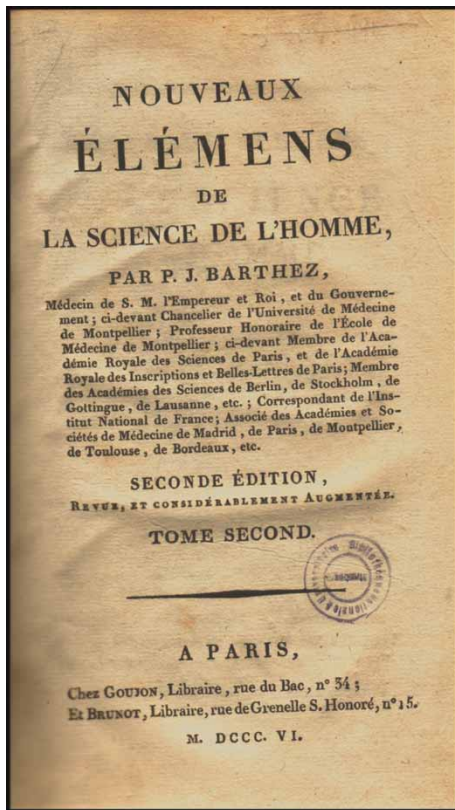 NOUVEAUX
ÉLÉMENS
DE
LA SCIENCE DE L'HOMME,
PAR P. J. BARTHEZ,
Médecin de S. M. l'Empereur et Roi, et du Gouverne-
ment ; ci-devant Chancelier de l'Université de Médecine
de Montpellier ; Professeur Honoraire de l'École de
Médecine de Montpellier ; ci-devant Membre de l'Aca-
démie Royale des Sciences de Paris, et de l'Académie
Royale des Inscriptions et Belles-Lettres de Paris ; Membre
des Académies des Sciences de Berlin, de Stockholm, de
Gottingue, de Lausanne, etc. ; Correspondant de l'Ins-
titut National de France ; Associé des Académies et So-
ciétés de Médecine de Madrid, de Paris, de Montpellier,
de Toulouse, de Bordeaux, etc.
SECONDE ÉDITION,
REVUE, ET CONSIDÉRABLEMENT AUGMENTÉE.
TOME SECOND.
A PARIS,
Chez GOUJON, Libraire, rue du Bac, n° 34 ;
Et BRUNOT, Libraire, rue de Grenelle S. Honoré, n° 15.
M. DCCC. VI.